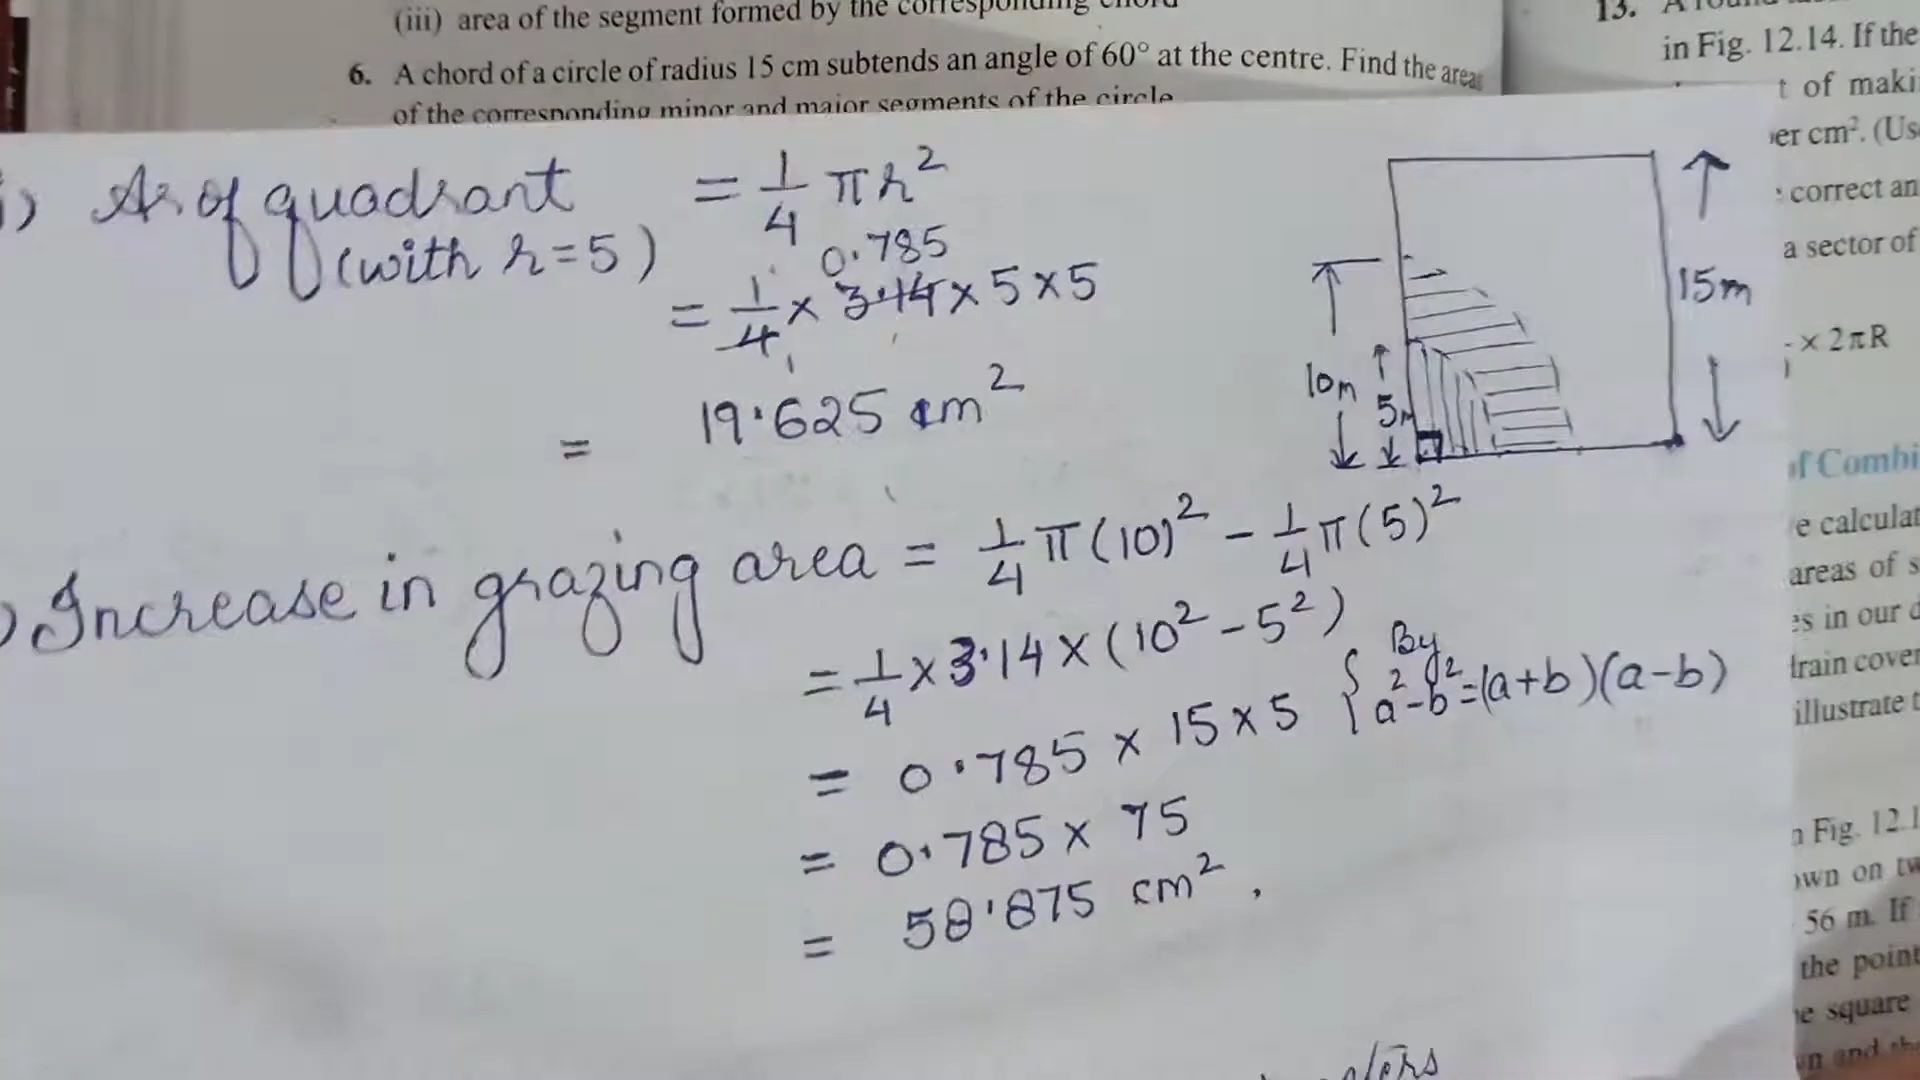 (iii) area of the segment formed by the corresponding chord
6. A chord of a circle of radius 15 cm subtends an angle of 60° at the centre. Find the areas
of the corresponding minor and major segments of the circle
13.
in Fig. 12.14. If the
t of maki
er cm². (Us
correct an
a sector of
× 2πR
of Combi
e calculat
areas of s
es in our d
drain cover
illustrate t
n Fig. 12.1
own on tw
56 m. If
the point
e square
wn and the
i) Ar. of quadrant = 1/4 πr²
(with r=5)
0.785
= 1/4 × 3.14 × 5 × 5
= 19.625 cm²
10m
5m
15m
) Increase in grazing area = 1/4 π(10)² - 1/4 π(5)²
= 1/4 × 3.14 × (10² - 5²)
= 0.785 × 15 × 5 { By a²-b²=(a+b)(a-b)
= 0.785 × 75
= 58.875 cm².